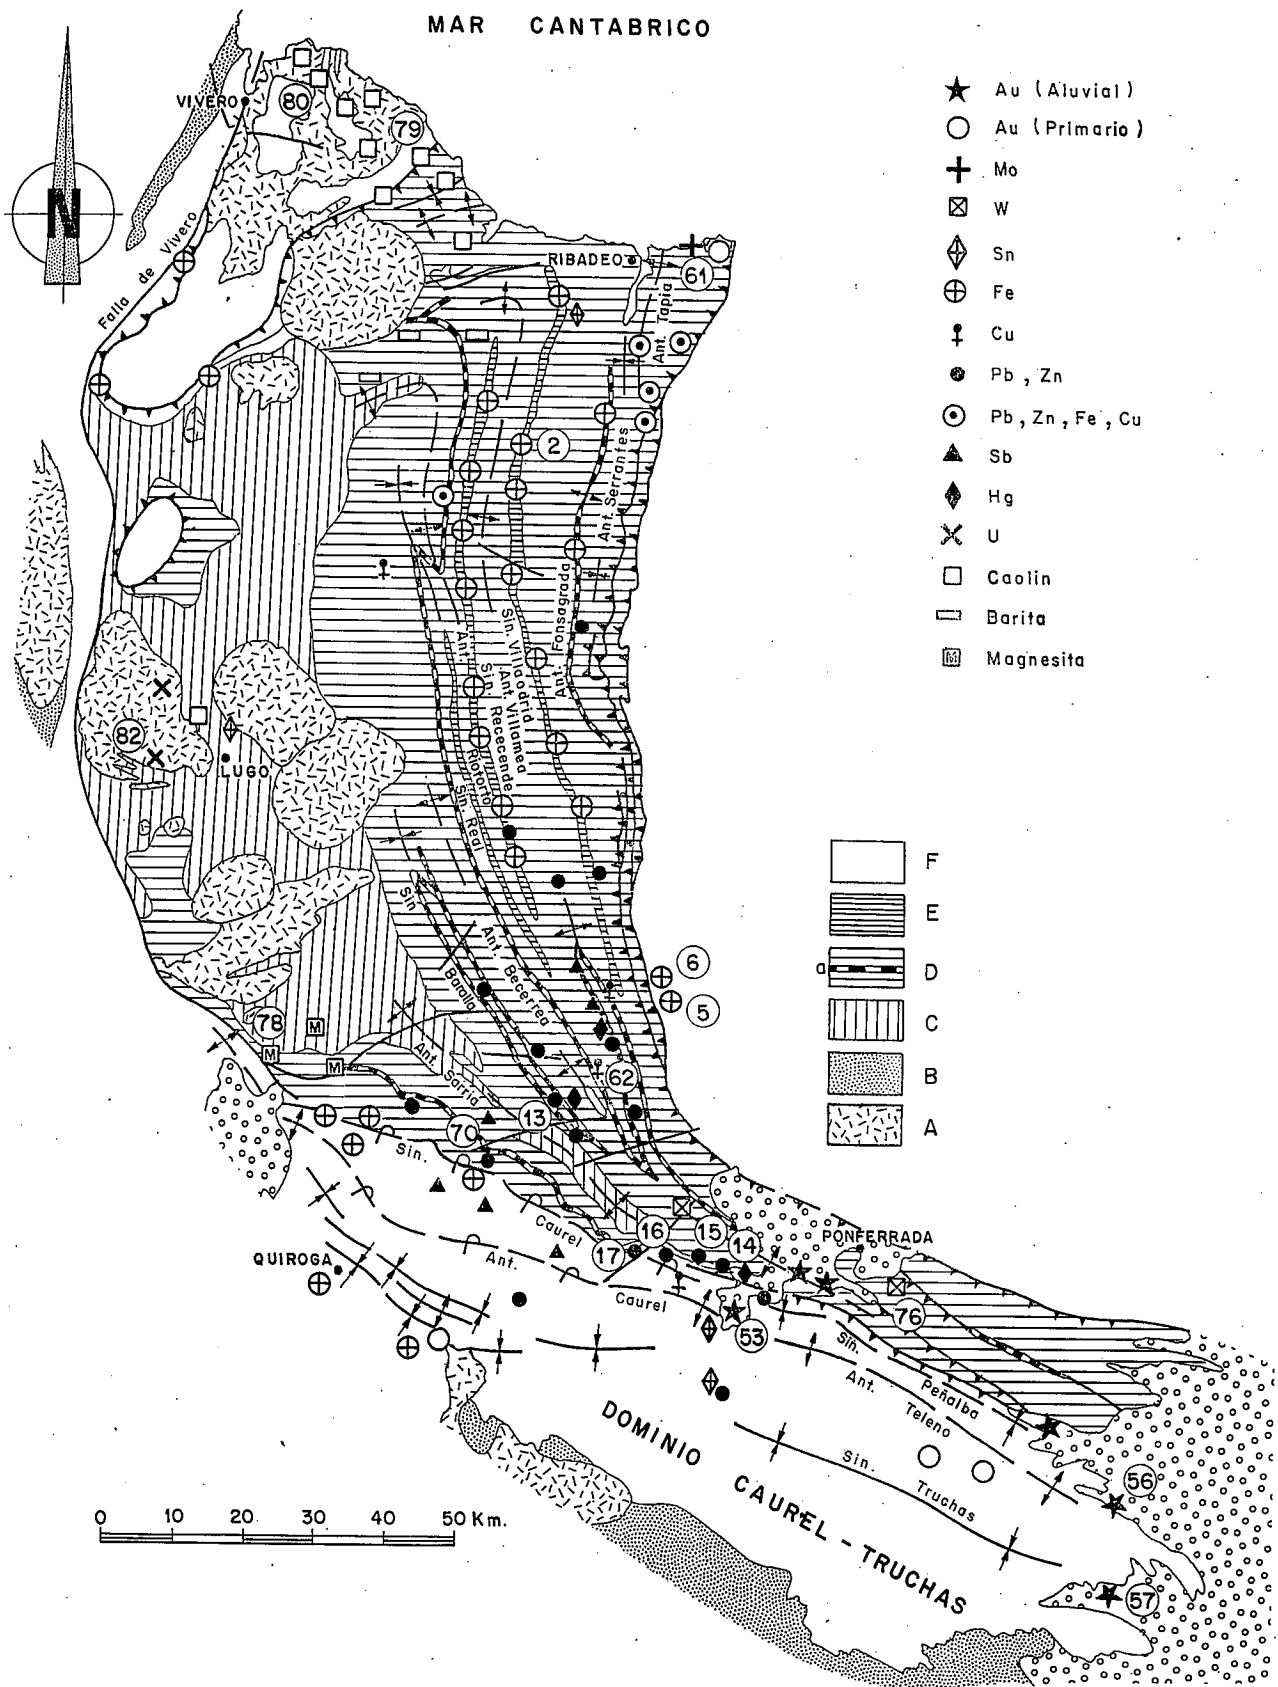 MAR CANTABRICO
VIVERO
80
79
N
Falla de Vivero
RIBADEO
61
Ant. Tapia
2
Ant. Serrantes
Ant. Fonsagrada
Sin. Villaodrid
Ant. Villamea
Sin. Rececende
Ant. Riotorto
Sin. Real
82
LUGO
Sin. Baralla
Ant. Becerrea
6
5
78
M
M
M
Ant. Sarria
62
13
70
Sin. Caurel
16
15
14
17
PONFERRADA
QUIROGA
Ant. Caurel
53
76
Sin. Peñalba
Ant. Teleno
Sin. Truchas
56
57
DOMINIO CAUREL - TRUCHAS
0 10 20 30 40 50 Km.
Au (Aluvial)
Au (Primario)
Mo
W
Sn
Fe
Cu
Pb, Zn
Pb, Zn, Fe, Cu
Sb
Hg
U
Caolin
Barita
M Magnesita
F
E
a D
C
B
A